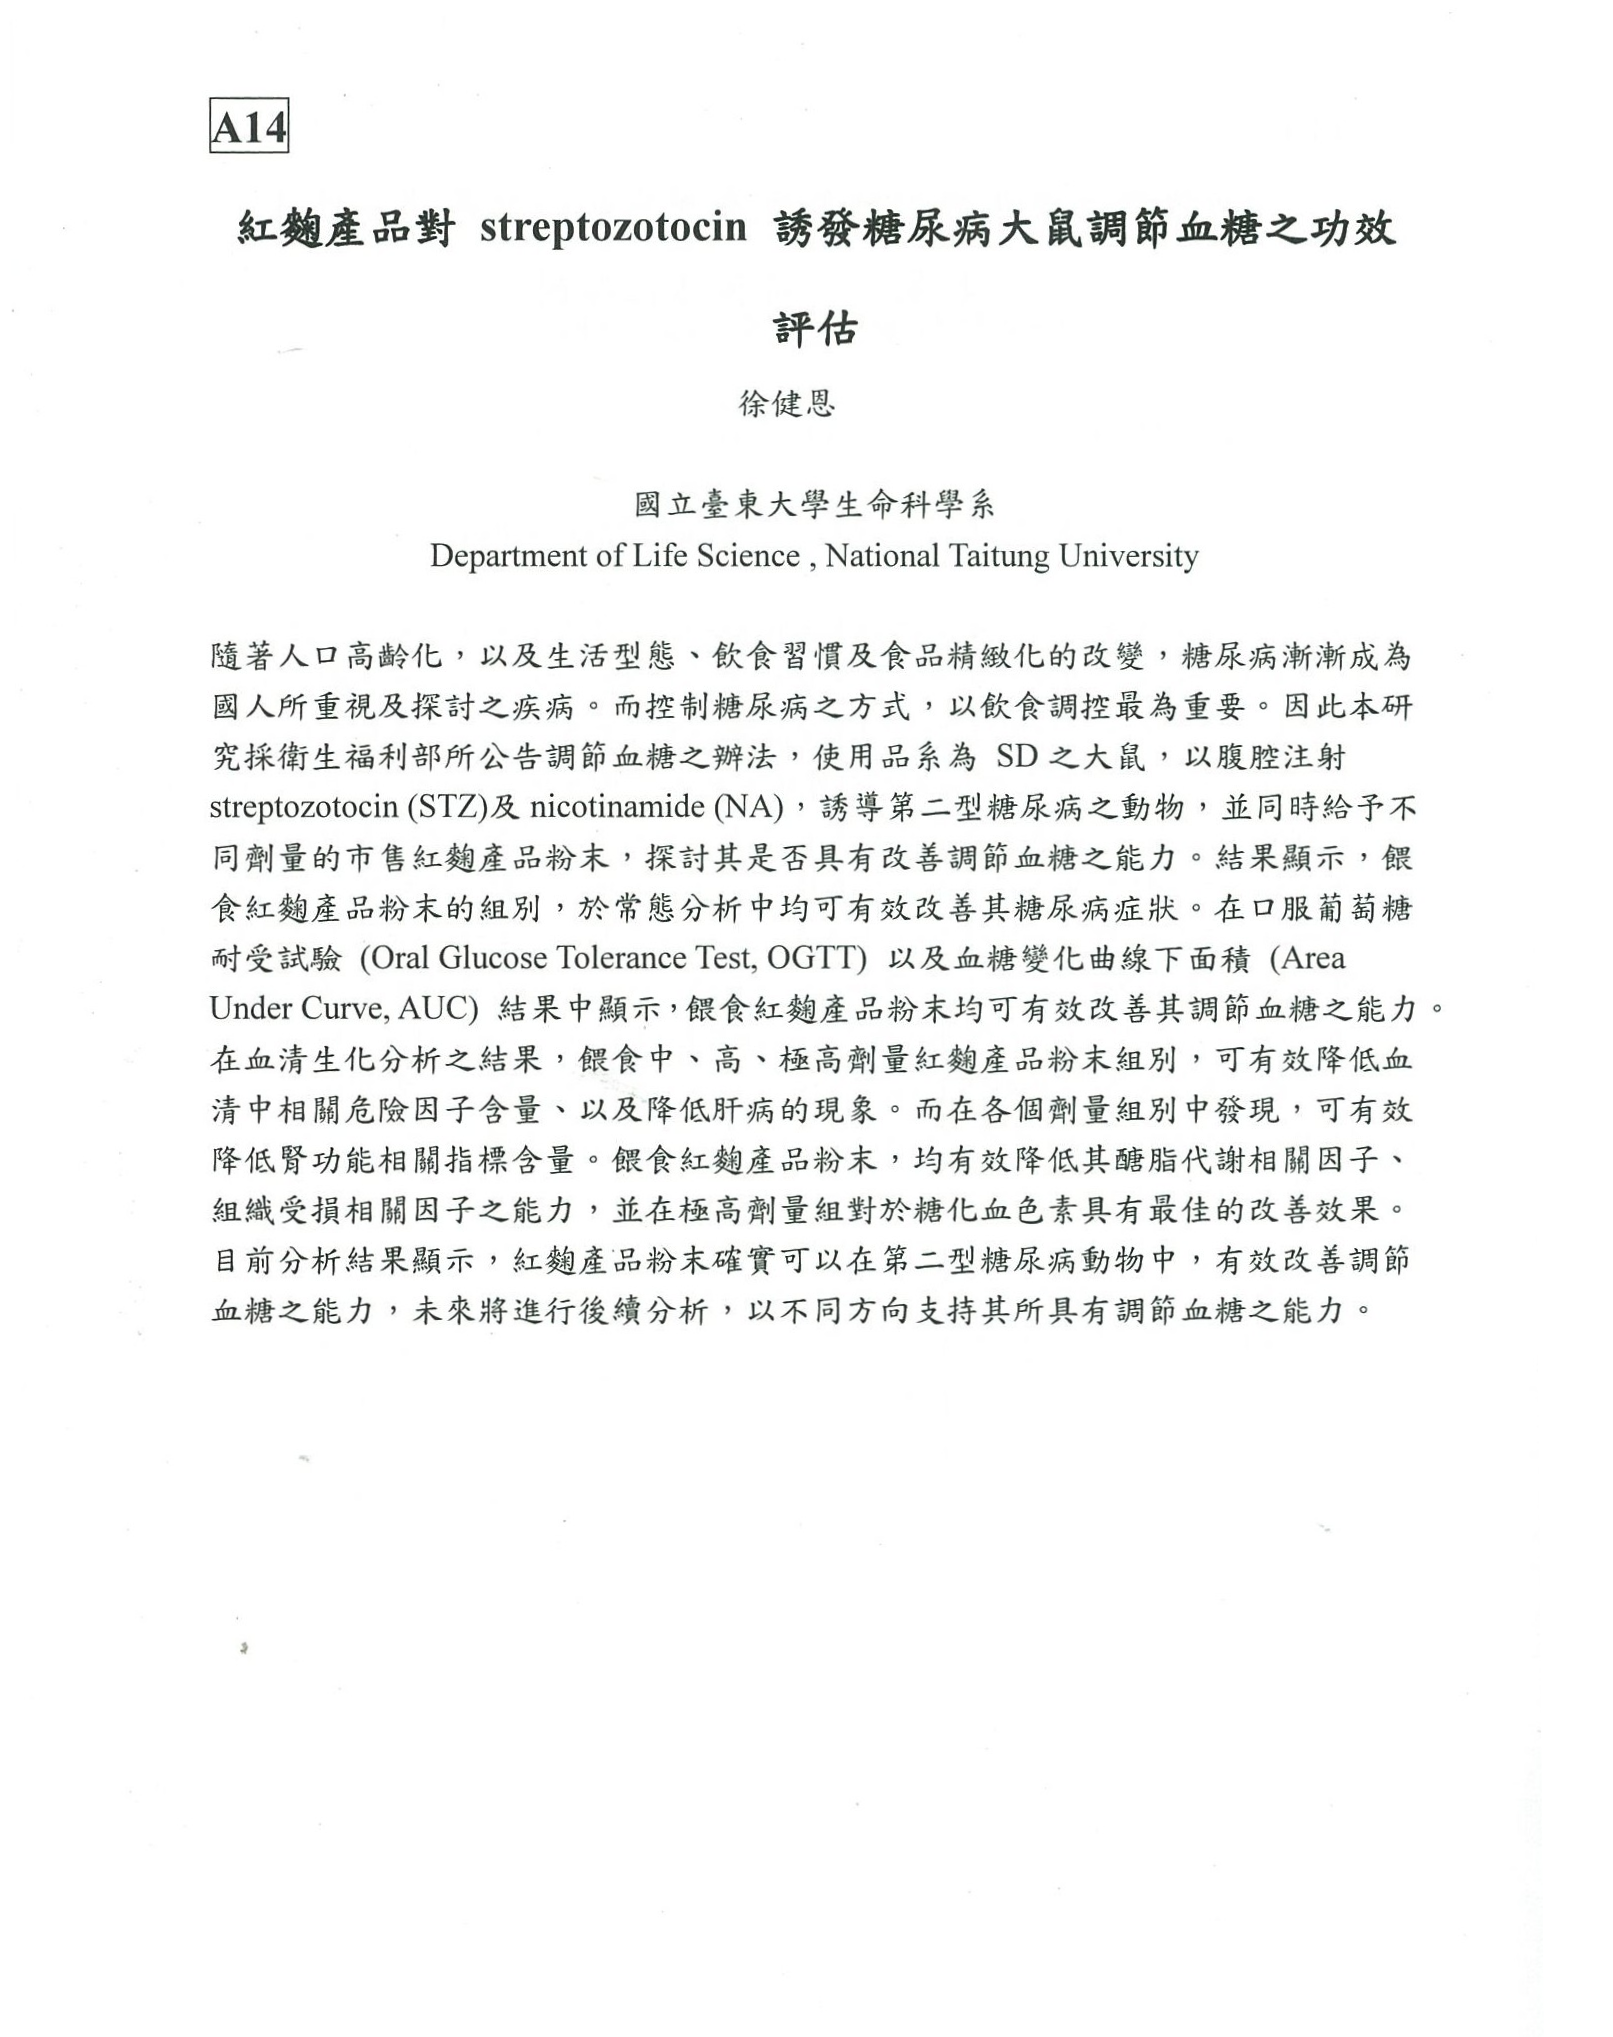 A14
紅麴產品對 streptozotocin 誘發糖尿病大鼠調節血糖之功效
評估
徐健恩
國立臺東大學生命科學系
Department of Life Science , National Taitung University
隨著人口高齡化，以及生活型態、飲食習慣及食品精緻化的改變，糖尿病漸漸成為
國人所重視及探討之疾病。而控制糖尿病之方式，以飲食調控最為重要。因此本研
究採衛生福利部所公告調節血糖之辦法，使用品系為 SD 之大鼠，以腹腔注射
streptozotocin (STZ)及 nicotinamide (NA)，誘導第二型糖尿病之動物，並同時給予不
同劑量的市售紅麴產品粉末，探討其是否具有改善調節血糖之能力。結果顯示，餵
食紅麴產品粉末的組別，於常態分析中均可有效改善其糖尿病症狀。在口服葡萄糖
耐受試驗 (Oral Glucose Tolerance Test, OGTT) 以及血糖變化曲線下面積 (Area
Under Curve, AUC) 結果中顯示，餵食紅麴產品粉末均可有效改善其調節血糖之能力。
在血清生化分析之結果，餵食中、高、極高劑量紅麴產品粉末組別，可有效降低血
清中相關危險因子含量、以及降低肝病的現象。而在各個劑量組別中發現，可有效
降低腎功能相關指標含量。餵食紅麴產品粉末，均有效降低其醣脂代謝相關因子、
組織受損相關因子之能力，並在極高劑量組對於糖化血色素具有最佳的改善效果。
目前分析結果顯示，紅麴產品粉末確實可以在第二型糖尿病動物中，有效改善調節
血糖之能力，未來將進行後續分析，以不同方向支持其所具有調節血糖之能力。